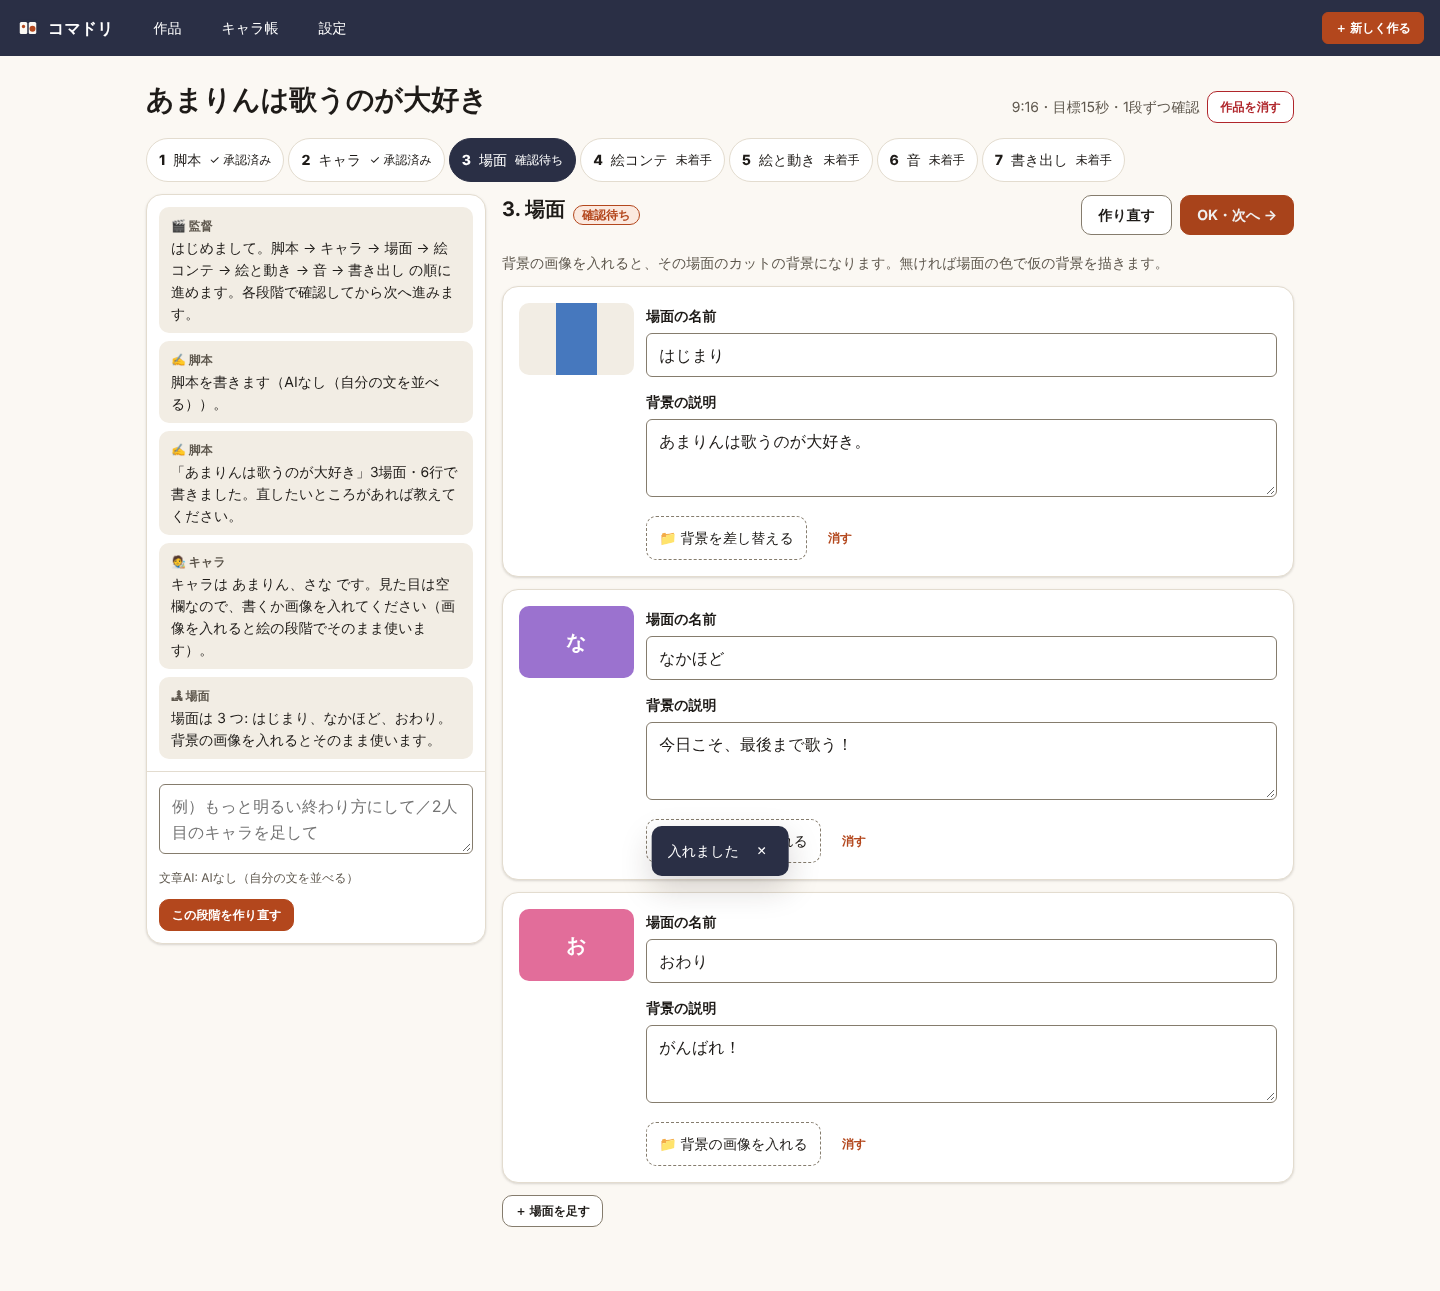 コマドリ
作品
キャラ帳
設定
+ 新しく作る
あまりんは歌うのが大好き
9:16・目標15秒・1段ずつ確認
作品を消す
1 脚本 ✓ 承認済み
2 キャラ ✓ 承認済み
3 場面 確認待ち
4 絵コンテ 未着手
5 絵と動き 未着手
6 音 未着手
7 書き出し 未着手
🎬 監督
はじめまして。脚本 → キャラ → 場面 → 絵
コンテ → 絵と動き → 音 → 書き出し の順に
進めます。各段階で確認してから次へ進みま
す。
✍️ 脚本
脚本を書きます（AIなし（自分の文を並べ
る））。
✍️ 脚本
「あまりんは歌うのが大好き」3場面・6行で
書きました。直したいところがあれば教えて
ください。
🧑‍🎨 キャラ
キャラは あまりん、さな です。見た目は空
欄なので、書くか画像を入れてください（画
像を入れると絵の段階でそのまま使いま
す）。
🏞 場面
場面は 3 つ: はじまり、なかほど、おわり。
背景の画像を入れるとそのまま使います。
例）もっと明るい終わり方にして／2人
目のキャラを足して
文章AI: AIなし（自分の文を並べる）
この段階を作り直す
3. 場面 確認待ち
作り直す
OK・次へ →
背景の画像を入れると、その場面のカットの背景になります。無ければ場面の色で仮の背景を描きます。
場面の名前
はじまり
背景の説明
あまりんは歌うのが大好き。
📁 背景を差し替える
消す
な
場面の名前
なかほど
背景の説明
今日こそ、最後まで歌う！
れる
消す
入れました ×
お
場面の名前
おわり
背景の説明
がんばれ！
📁 背景の画像を入れる
消す
+ 場面を足す